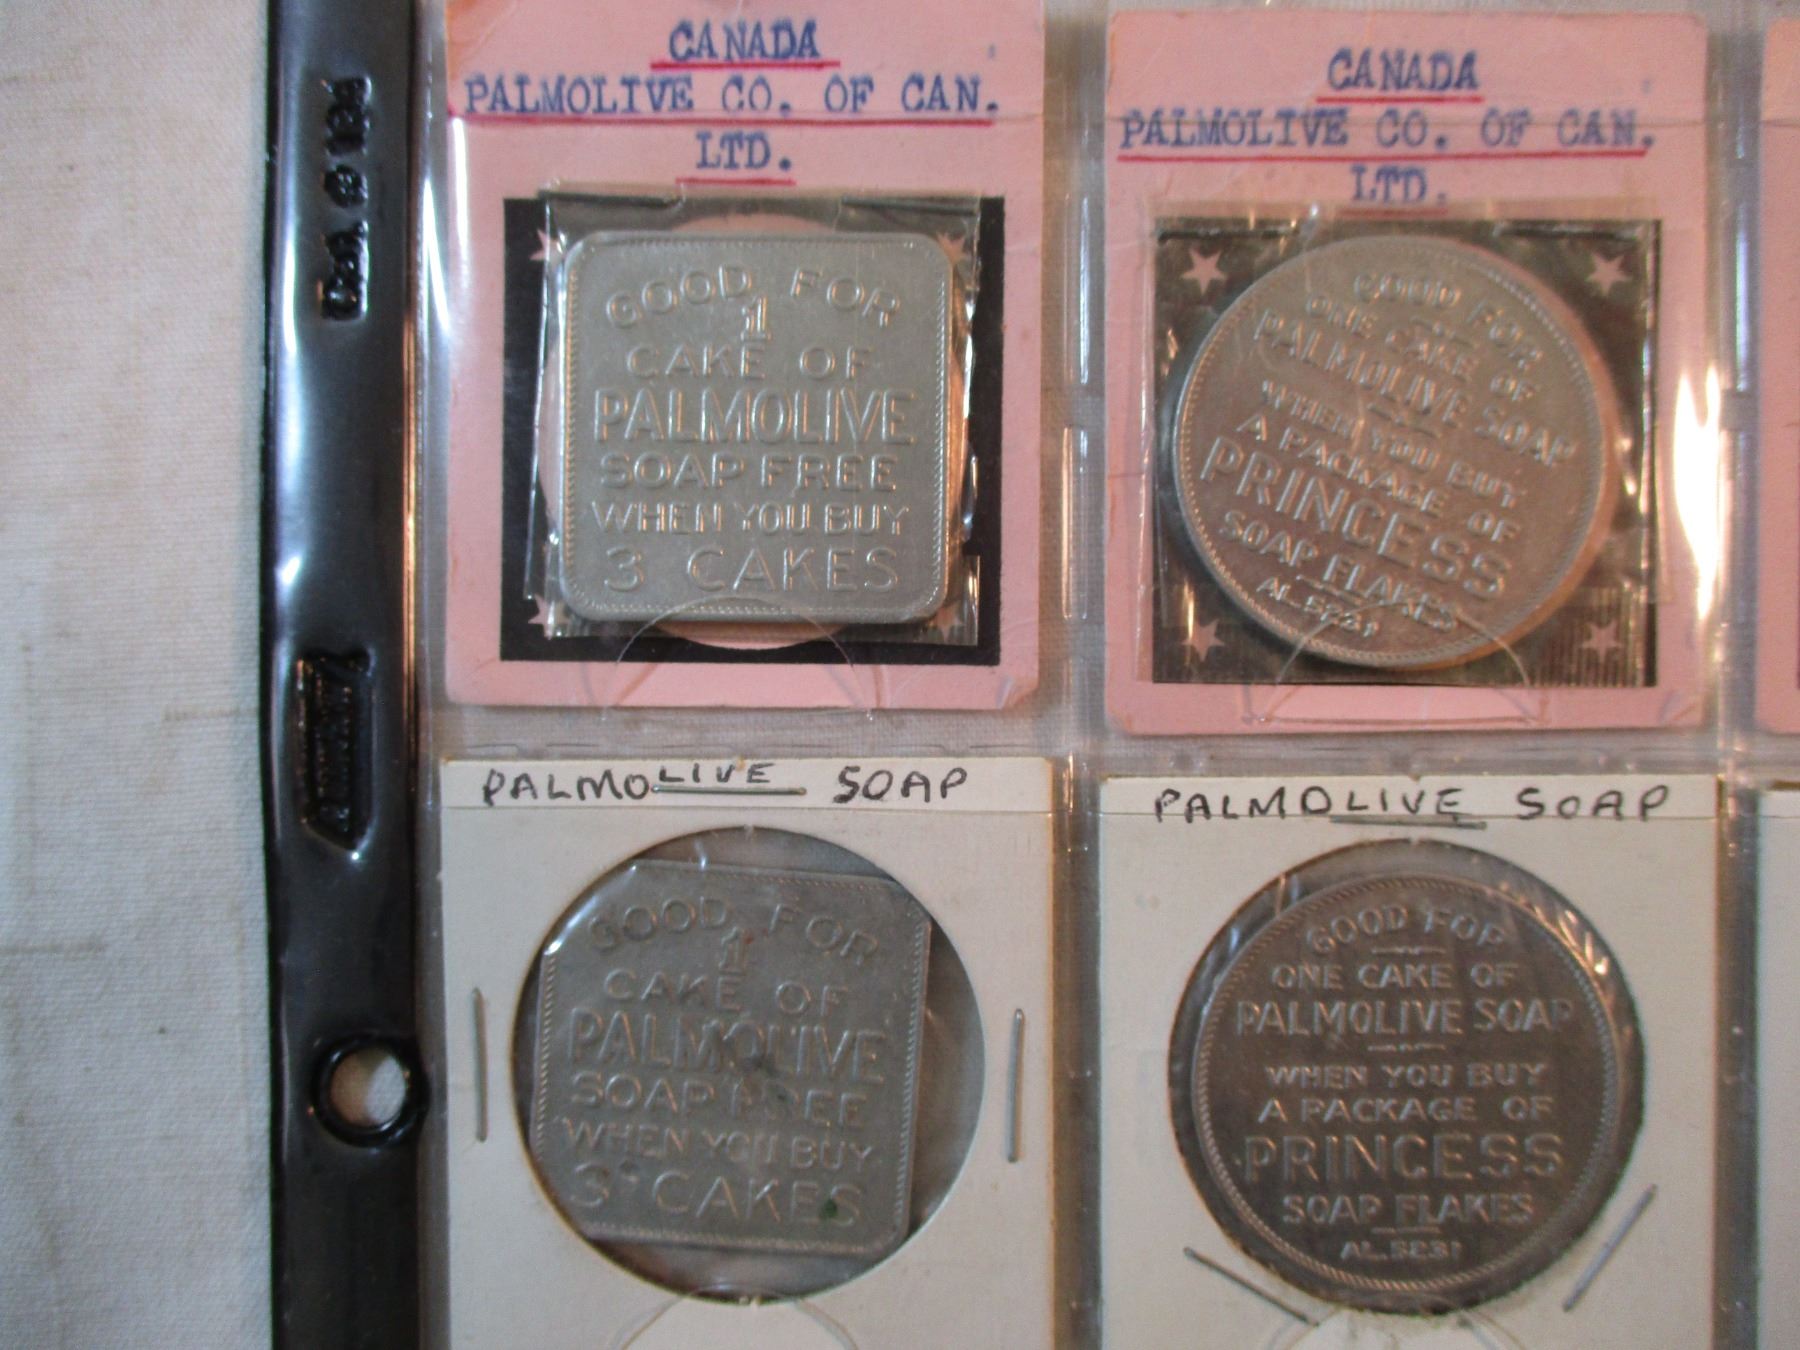 CANADA
PALMOLIVE CO. OF CAN.
LTD.
GOOD FOR
1
CAKE OF
PALMOLIVE
SOAP FREE
WHEN YOU BUY
3 CAKES
CANADA
PALMOLIVE CO. OF CAN.
LTD.
GOOD FOR
ONE CAKE OF
PALMOLIVE SOAP
WHEN YOU BUY
A PACKAGE OF
PRINCESS
SOAP FLAKES
AL.5231
PALMOLIVE SOAP
GOOD FOR
1
CAKE OF
PALMOLIVE
SOAP FREE
WHEN YOU BUY
3 CAKES
PALMOLIVE SOAP
GOOD FOR
ONE CAKE OF
PALMOLIVE SOAP
WHEN YOU BUY
A PACKAGE OF
PRINCESS
SOAP FLAKES
AL.5231